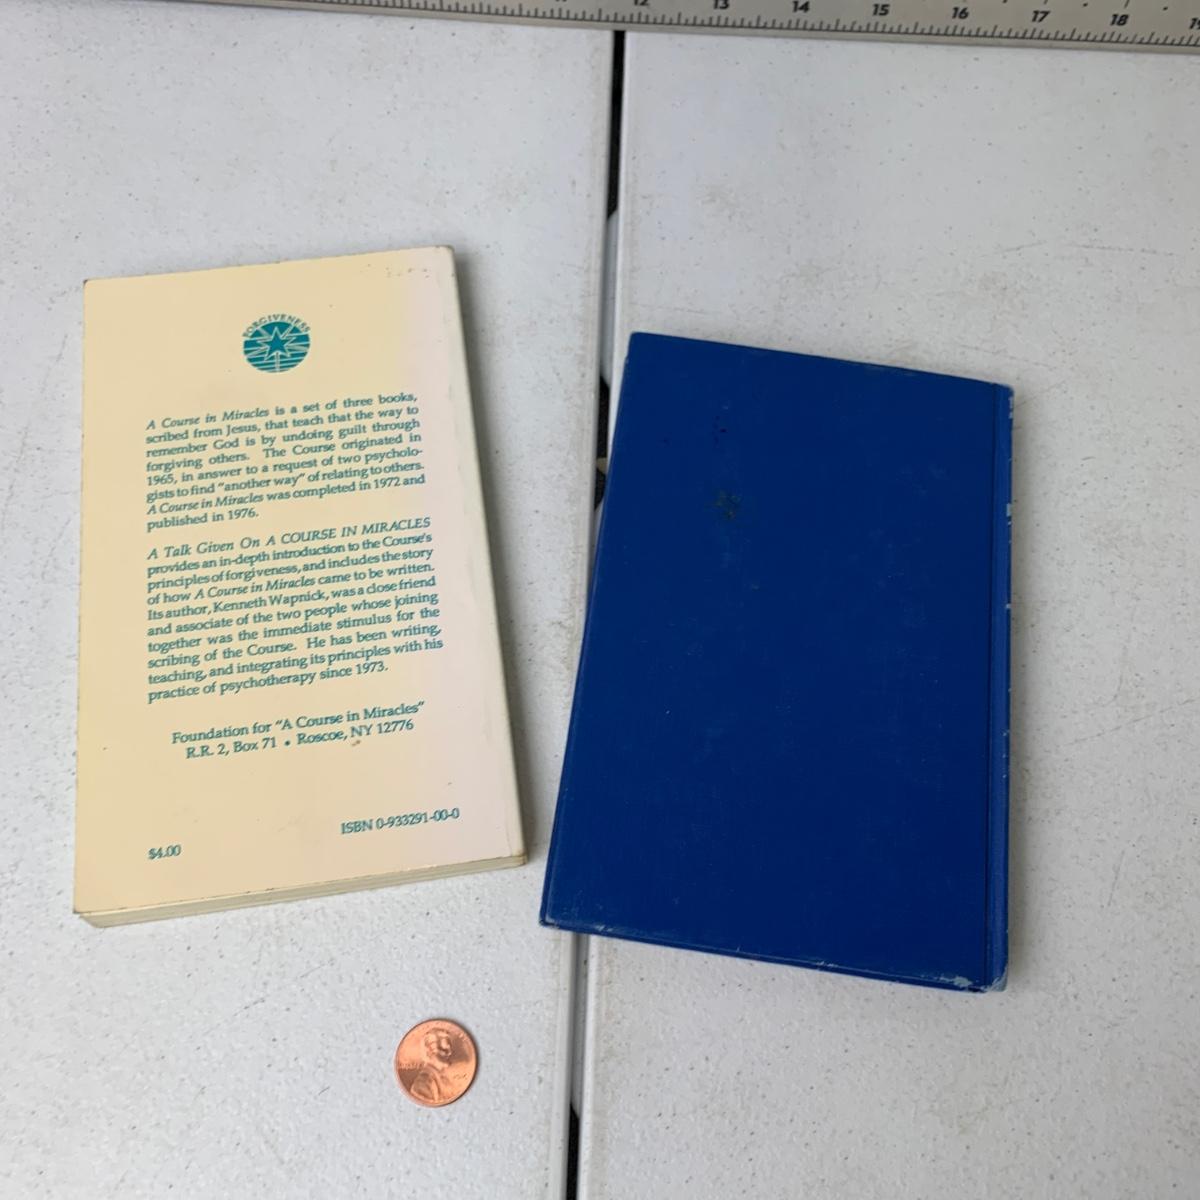 12 13 14 15 16 17 18 19
FORGIVENESS
A Course in Miracles is a set of three books,
scribed from Jesus, that teach that the way to
remember God is by undoing guilt through
forgiving others. The Course originated in
1965, in answer to a request of two psycholo-
gists to find "another way" of relating to others.
A Course in Miracles was completed in 1972 and
published in 1976.
A Talk Given On A COURSE IN MIRACLES
provides an in-depth introduction to the Course's
principles of forgiveness, and includes the story
of how A Course in Miracles came to be written.
Its author, Kenneth Wapnick, was a close friend
and associate of the two people whose joining
together was the immediate stimulus for the
scribing of the Course. He has been writing,
teaching, and integrating its principles with his
practice of psychotherapy since 1973.
Foundation for "A Course in Miracles"
R.R. 2, Box 71 • Roscoe, NY 12776
ISBN 0-933291-00-0
$4.00